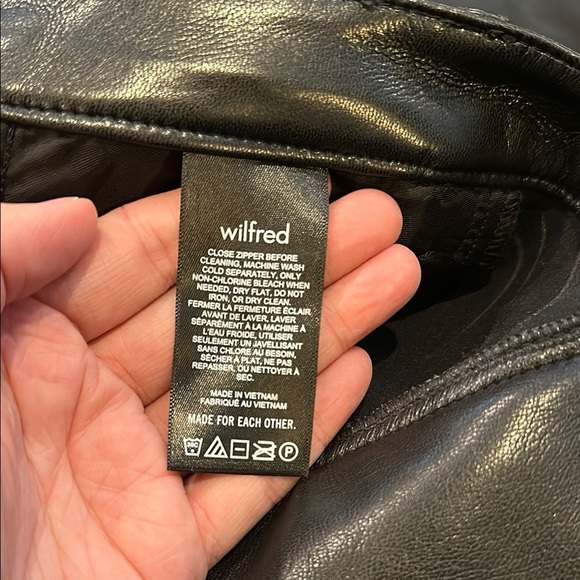 wilfred
CLOSE ZIPPER BEFORE
CLEANING, MACHINE WASH
COLD SEPARATELY, ONLY
NON-CHLORINE BLEACH WHEN
NEEDED, DRY FLAT, DO NOT
IRON, OR DRY CLEAN.
FERMER LA FERMETURE ÉCLAIR
AVANT DE LAVER. LAVER
SÉPARÉMENT À LA MACHINE À
L'EAU FROIDE, UTILISER
SEULEMENT UN JAVELLISANT
SANS CHLORE AU BESOIN,
SÉCHER À PLAT, NE PAS
REPASSER, OU NETTOYER À
SEC.
MADE IN VIETNAM
FABRIQUÉ AU VIETNAM
MADE FOR EACH OTHER.
30C
P